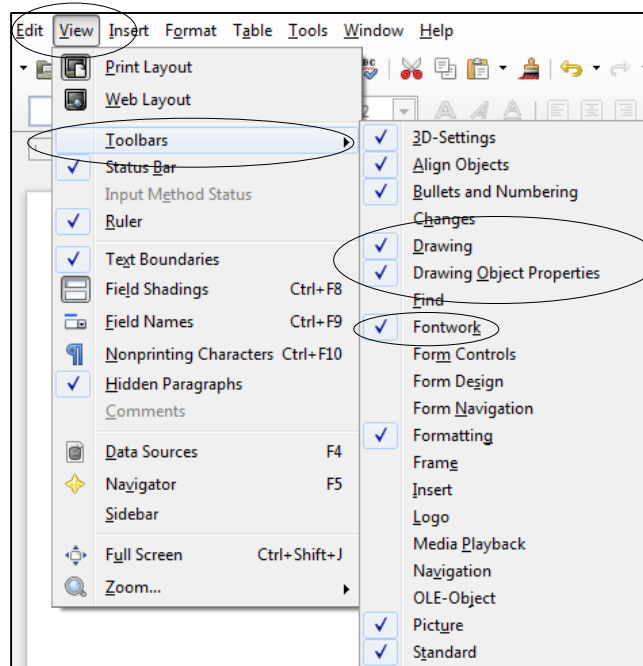 Edit View Insert Format Table Tools Window Help
Print Layout
Web Layout
Toolbars
Status Bar
Input Method Status
Ruler
Text Boundaries
Field Shadings Ctrl+F8
Field Names Ctrl+F9
Nonprinting Characters Ctrl+F10
Hidden Paragraphs
Comments
Data Sources F4
Navigator F5
Sidebar
Full Screen Ctrl+Shift+J
Zoom...
3D-Settings
Align Objects
Bullets and Numbering
Changes
Drawing
Drawing Object Properties
Find
Fontwork
Form Controls
Form Design
Form Navigation
Formatting
Frame
Insert
Logo
Media Playback
Navigation
OLE-Object
Picture
Standard